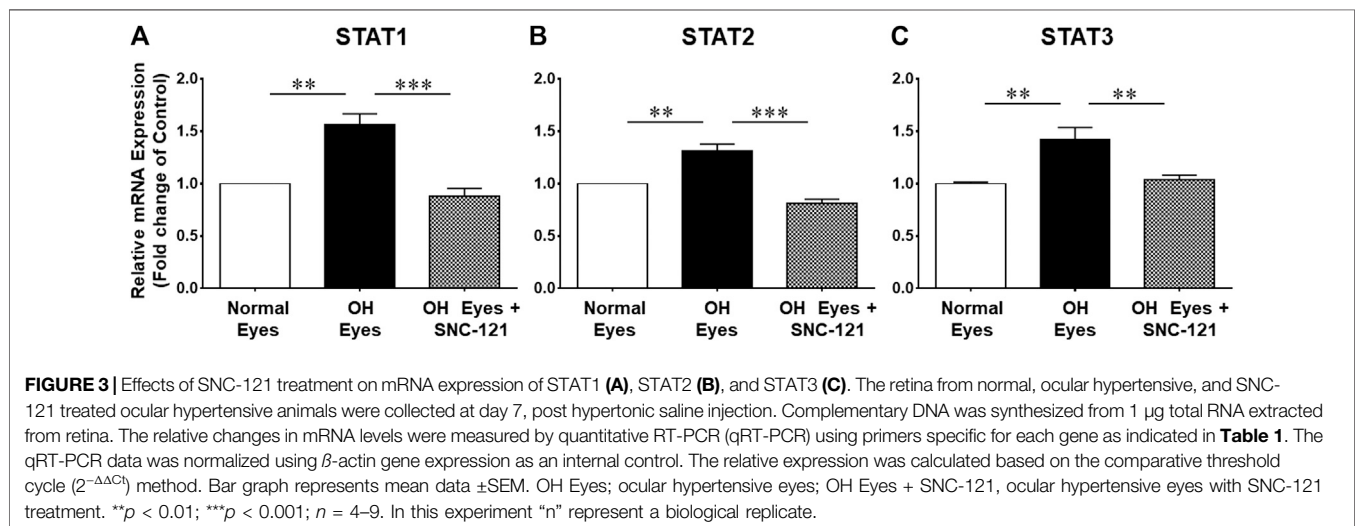 A STAT1 B STAT2 C STAT3
Relative mRNA Expression
(Fold change of Control)
2.0
1.5
1.0
0.5
0.0
** ***
Normal Eyes
OH Eyes
OH Eyes + SNC-121
2.0
1.5
1.0
0.5
0.0
** ***
Normal Eyes
OH Eyes
OH Eyes + SNC-121
2.0
1.5
1.0
0.5
0.0
** **
Normal Eyes
OH Eyes
OH Eyes + SNC-121
FIGURE 3 | Effects of SNC-121 treatment on mRNA expression of STAT1 (A), STAT2 (B), and STAT3 (C). The retina from normal, ocular hypertensive, and SNC-
121 treated ocular hypertensive animals were collected at day 7, post hypertonic saline injection. Complementary DNA was synthesized from 1 μg total RNA extracted
from retina. The relative changes in mRNA levels were measured by quantitative RT-PCR (qRT-PCR) using primers specific for each gene as indicated in Table 1. The
qRT-PCR data was normalized using β-actin gene expression as an internal control. The relative expression was calculated based on the comparative threshold
cycle (2−ΔΔCt) method. Bar graph represents mean data ±SEM. OH Eyes; ocular hypertensive eyes; OH Eyes + SNC-121, ocular hypertensive eyes with SNC-121
treatment. **p < 0.01; ***p < 0.001; n = 4–9. In this experiment “n” represent a biological replicate.